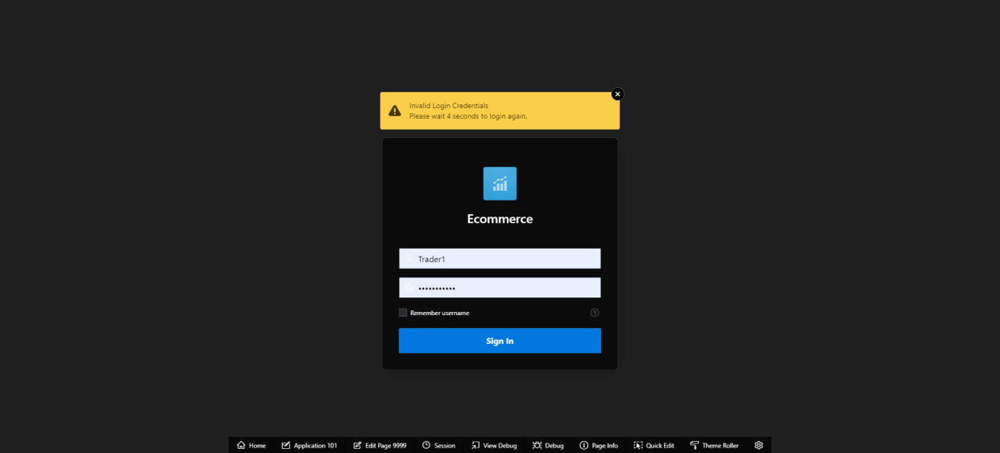 Invalid Login Credentials
Please wait 4 seconds to login again.
Ecommerce
Trader1
•••••••••••
Remember username
Sign In
Home Application 101 Edit Page 9999 Session View Debug Debug Page Info Quick Edit Theme Roller